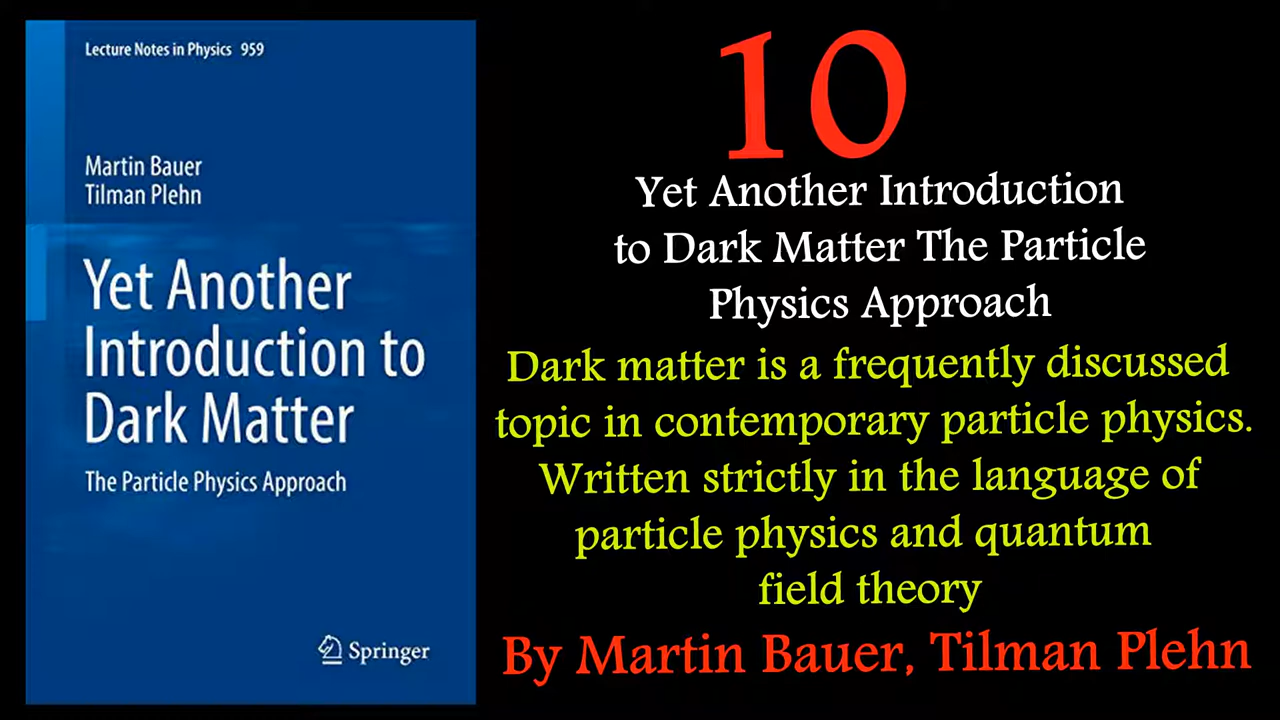 Lecture Notes in Physics 959
Martin Bauer
Tilman Plehn
Yet Another
Introduction to
Dark Matter
The Particle Physics Approach
Springer
10
Yet Another Introduction
to Dark Matter The Particle
Physics Approach
Dark matter is a frequently discussed
topic in contemporary particle physics.
Written strictly in the language of
particle physics and quantum
field theory
By Martin Bauer, Tilman Plehn